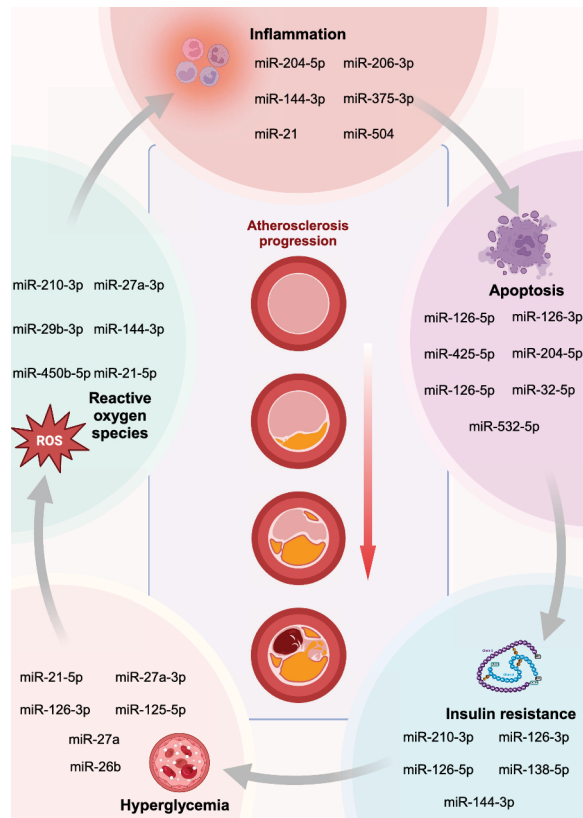 Inflammation
miR-204-5p miR-206-3p
miR-144-3p miR-375-3p
miR-21 miR-504
Atherosclerosis
progression
miR-210-3p miR-27a-3p
miR-29b-3p miR-144-3p
miR-450b-5p miR-21-5p
Reactive
oxygen
species
ROS
Apoptosis
miR-126-5p miR-126-3p
miR-425-5p miR-204-5p
miR-126-5p miR-32-5p
miR-532-5p
Insulin resistance
miR-210-3p miR-126-3p
miR-126-5p miR-138-5p
miR-144-3p
miR-21-5p miR-27a-3p
miR-126-3p miR-125-5p
miR-27a
miR-26b
Hyperglycemia